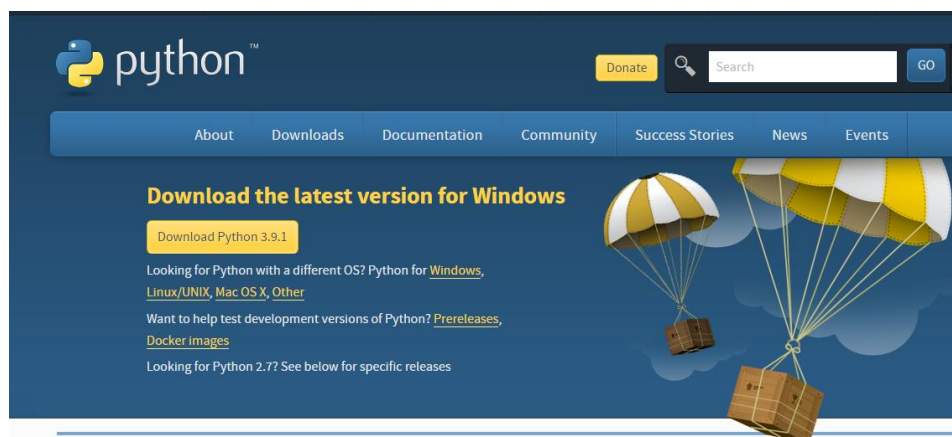 python™
Donate
Search
GO
About Downloads Documentation Community Success Stories News Events
Download the latest version for Windows
Download Python 3.9.1
Looking for Python with a different OS? Python for Windows,
Linux/UNIX, Mac OS X, Other
Want to help test development versions of Python? Prereleases,
Docker images
Looking for Python 2.7? See below for specific releases